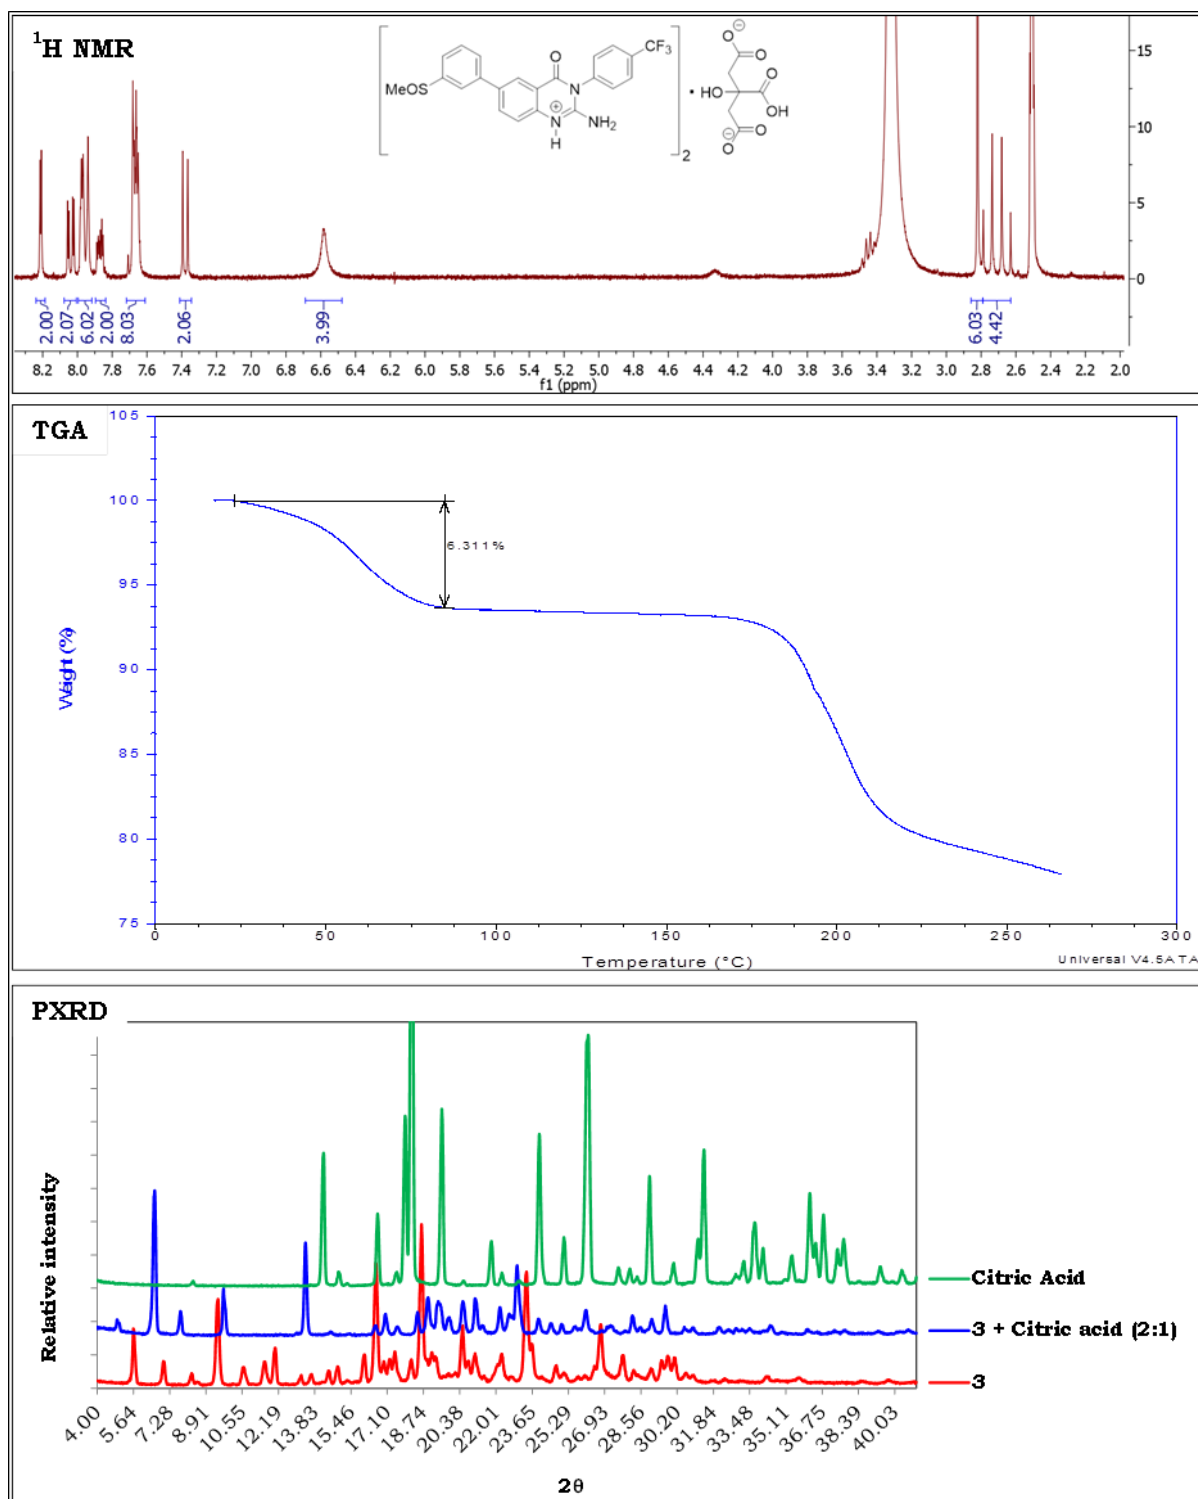 ¹H NMR
CF₃
MeOS
O
N
N
H
NH₂
2
• HO
O
O
O
OH
O
O
15
10
5
0
2.00
2.07
6.02
2.00
8.03
2.06
3.99
6.03
4.42
8.2 8.0 7.8 7.6 7.4 7.2 7.0 6.8 6.6 6.4 6.2 6.0 5.8 5.6 5.4 5.2 5.0 4.8 4.6 4.4 4.2 4.0 3.8 3.6 3.4 3.2 3.0 2.8 2.6 2.4 2.2 2.0
f1 (ppm)
TGA
105
100
95
90
85
80
75
Weight (%)
6.311%
0 50 100 150 200 250 300
Temperature (°C)
Universal V4.5A TA
PXRD
Relative intensity
Citric Acid
3 + Citric acid (2:1)
3
4.00 5.64 7.28 8.91 10.55 12.19 13.83 15.46 17.10 18.74 20.38 22.01 23.65 25.29 26.93 28.56 30.20 31.84 33.48 35.11 36.75 38.39 40.03
2θ